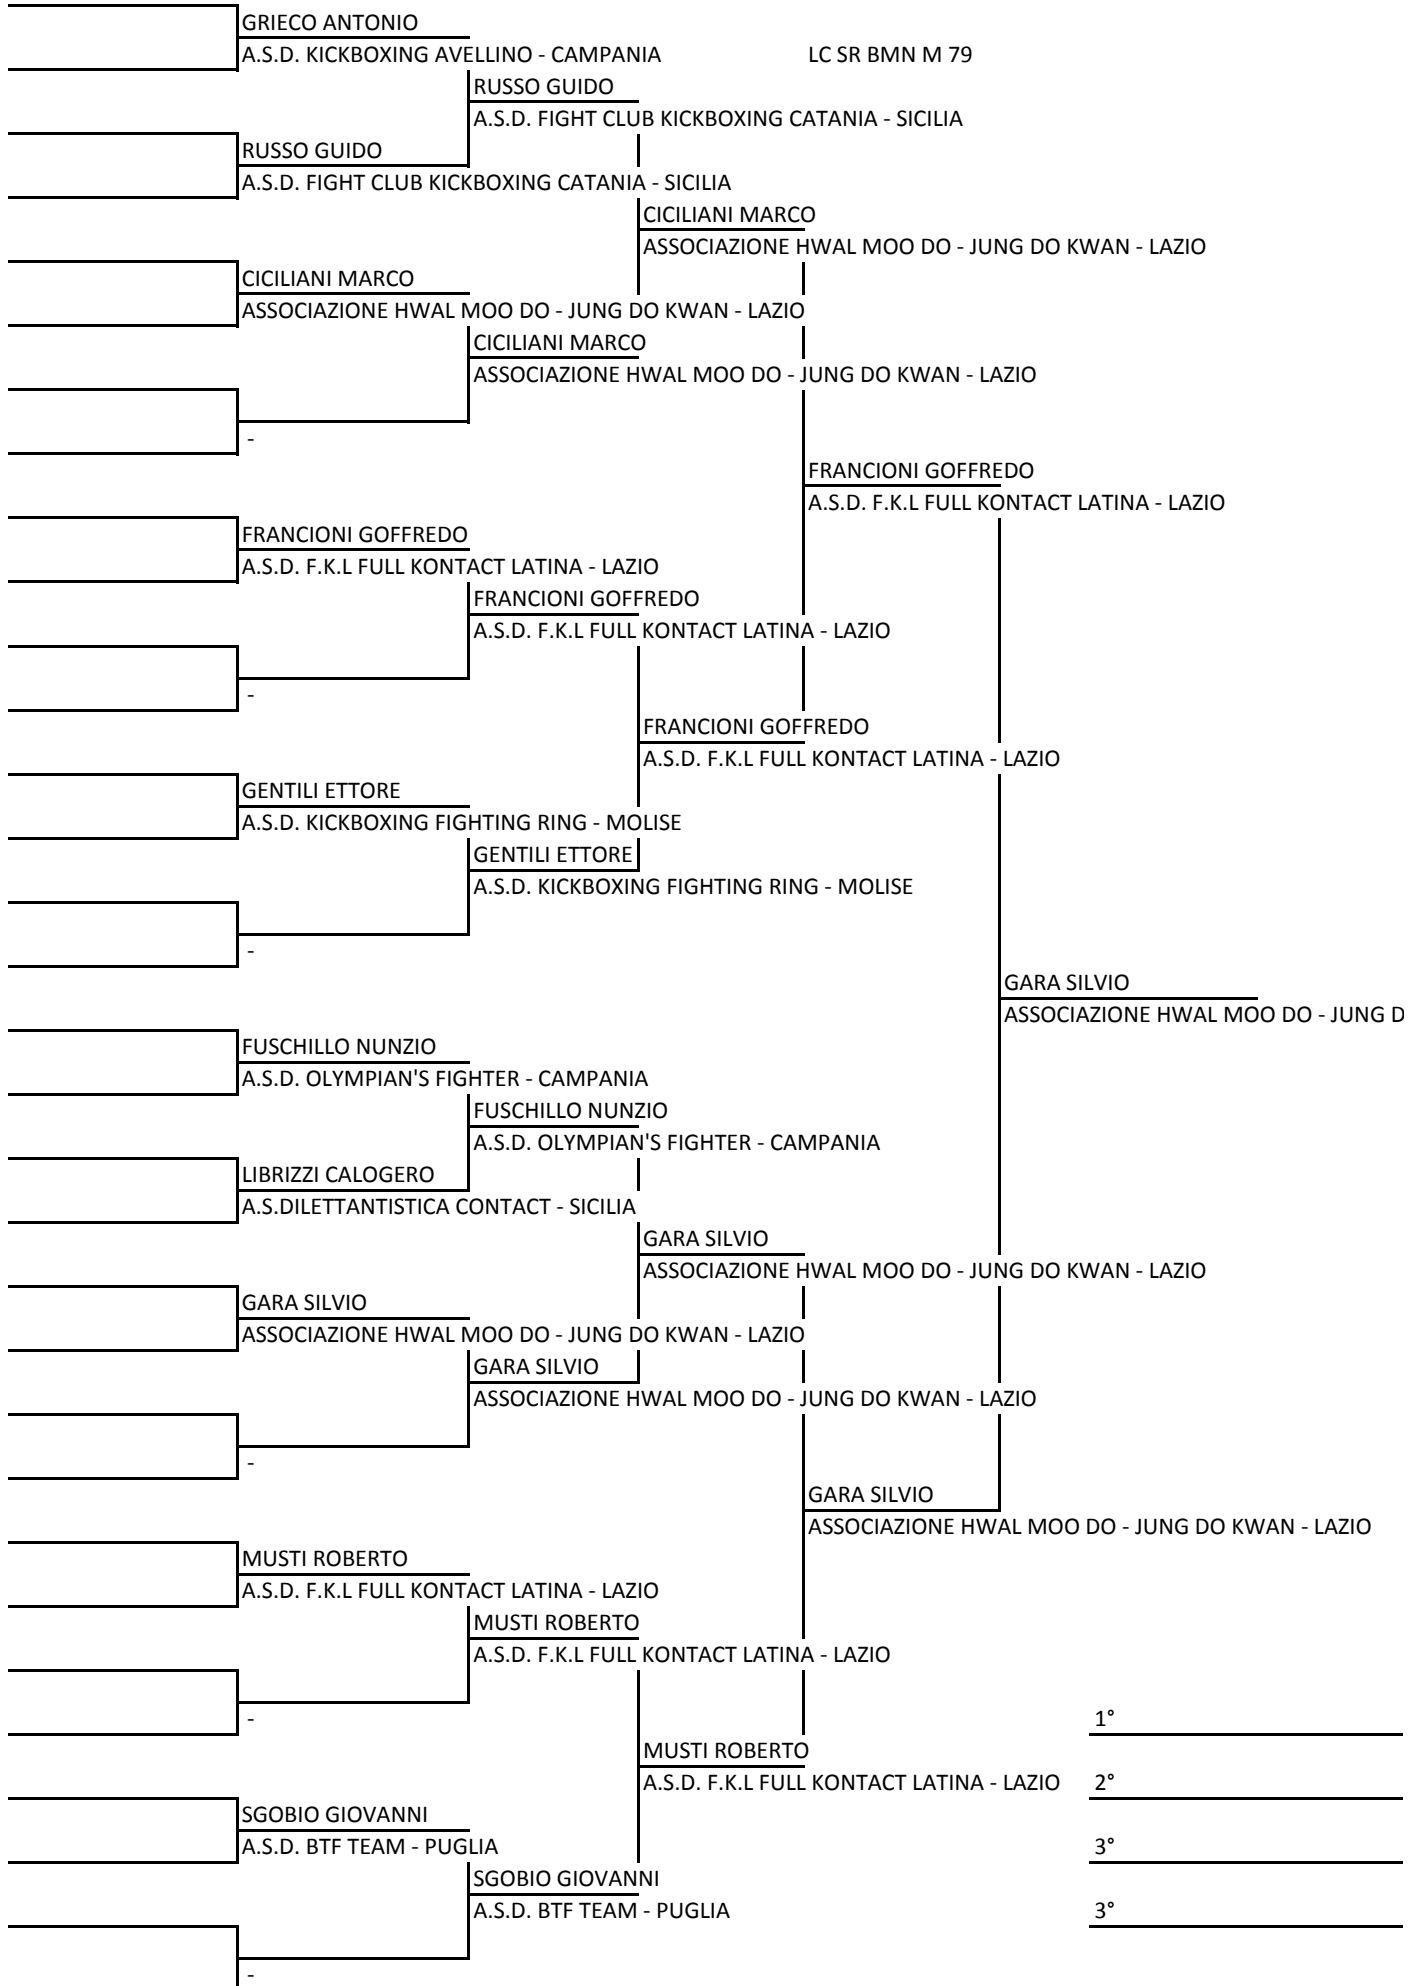 GRIECO ANTONIO
A.S.D. KICKBOXING AVELLINO - CAMPANIA
LC SR BMN M 79
RUSSO GUIDO
A.S.D. FIGHT CLUB KICKBOXING CATANIA - SICILIA
RUSSO GUIDO
A.S.D. FIGHT CLUB KICKBOXING CATANIA - SICILIA
CICILIANI MARCO
ASSOCIAZIONE HWAL MOO DO - JUNG DO KWAN - LAZIO
CICILIANI MARCO
ASSOCIAZIONE HWAL MOO DO - JUNG DO KWAN - LAZIO
CICILIANI MARCO
ASSOCIAZIONE HWAL MOO DO - JUNG DO KWAN - LAZIO
-
FRANCIONI GOFFREDO
A.S.D. F.K.L FULL KONTACT LATINA - LAZIO
FRANCIONI GOFFREDO
A.S.D. F.K.L FULL KONTACT LATINA - LAZIO
FRANCIONI GOFFREDO
A.S.D. F.K.L FULL KONTACT LATINA - LAZIO
-
FRANCIONI GOFFREDO
A.S.D. F.K.L FULL KONTACT LATINA - LAZIO
GENTILI ETTORE
A.S.D. KICKBOXING FIGHTING RING - MOLISE
GENTILI ETTORE
A.S.D. KICKBOXING FIGHTING RING - MOLISE
-
GARA SILVIO
ASSOCIAZIONE HWAL MOO DO - JUNG D
FUSCHILLO NUNZIO
A.S.D. OLYMPIAN'S FIGHTER - CAMPANIA
FUSCHILLO NUNZIO
A.S.D. OLYMPIAN'S FIGHTER - CAMPANIA
LIBRIZZI CALOGERO
A.S.DILETTANTISTICA CONTACT - SICILIA
GARA SILVIO
ASSOCIAZIONE HWAL MOO DO - JUNG DO KWAN - LAZIO
GARA SILVIO
ASSOCIAZIONE HWAL MOO DO - JUNG DO KWAN - LAZIO
GARA SILVIO
ASSOCIAZIONE HWAL MOO DO - JUNG DO KWAN - LAZIO
-
GARA SILVIO
ASSOCIAZIONE HWAL MOO DO - JUNG DO KWAN - LAZIO
MUSTI ROBERTO
A.S.D. F.K.L FULL KONTACT LATINA - LAZIO
MUSTI ROBERTO
A.S.D. F.K.L FULL KONTACT LATINA - LAZIO
-
1°
MUSTI ROBERTO
A.S.D. F.K.L FULL KONTACT LATINA - LAZIO
2°
SGOBIO GIOVANNI
A.S.D. BTF TEAM - PUGLIA
3°
SGOBIO GIOVANNI
A.S.D. BTF TEAM - PUGLIA
3°
-